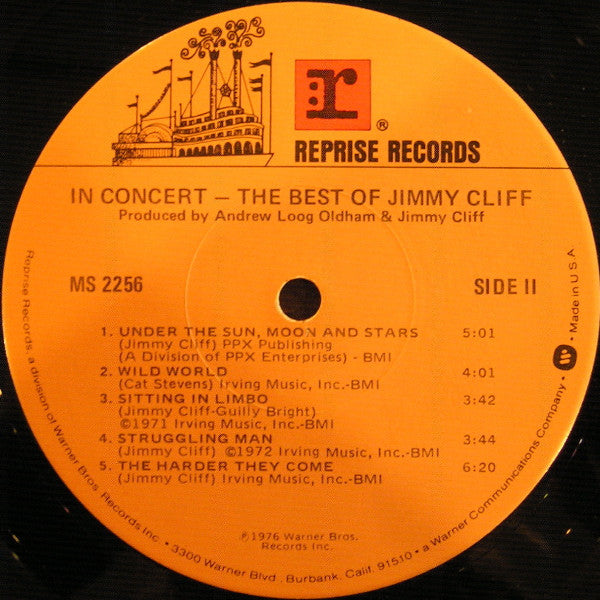 r
®
REPRISE RECORDS
IN CONCERT – THE BEST OF JIMMY CLIFF
Produced by Andrew Loog Oldham & Jimmy Cliff
MS 2256
SIDE II
1. UNDER THE SUN, MOON AND STARS 5:01
(Jimmy Cliff) PPX Publishing
(A Division of PPX Enterprises) - BMI
2. WILD WORLD 4:01
(Cat Stevens) Irving Music, Inc.-BMI
3. SITTING IN LIMBO 3:42
(Jimmy Cliff-Guilly Bright)
©1971 Irving Music, Inc.-BMI
4. STRUGGLING MAN 3:44
(Jimmy Cliff) ©1972 Irving Music, Inc.-BMI
5. THE HARDER THEY COME 6:20
(Jimmy Cliff) Irving Music, Inc.-BMI
℗1976 Warner Bros.
Records Inc.
Reprise Records, a division of Warner Bros. Records Inc. • 3300 Warner Blvd., Burbank, Calif. 91510 • a Warner Communications Company • W • Made in U.S.A.